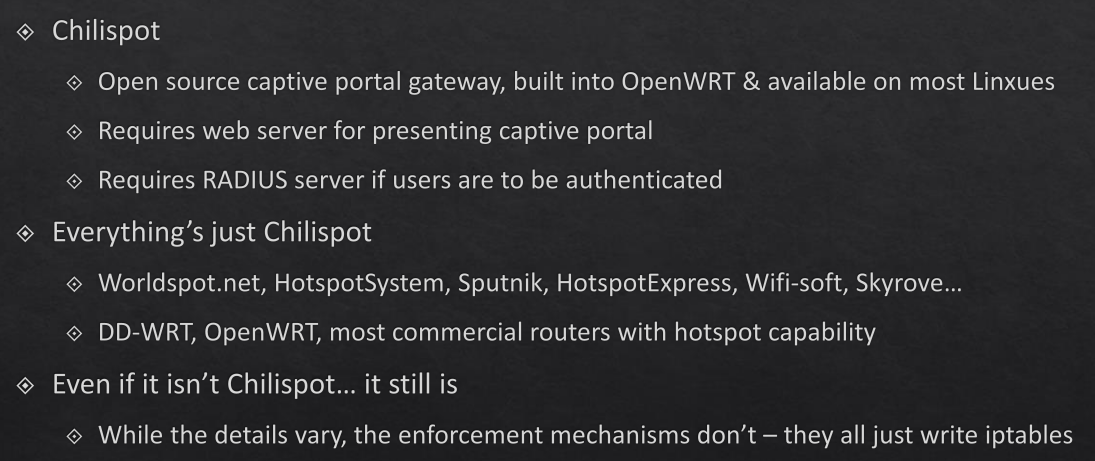 Chilispot
Open source captive portal gateway, built into OpenWRT & available on most Linxues
Requires web server for presenting captive portal
Requires RADIUS server if users are to be authenticated
Everything’s just Chilispot
Worldspot.net, HotspotSystem, Sputnik, HotspotExpress, Wifi-soft, Skyrove…
DD-WRT, OpenWRT, most commercial routers with hotspot capability
Even if it isn’t Chilispot… it still is
While the details vary, the enforcement mechanisms don’t – they all just write iptables